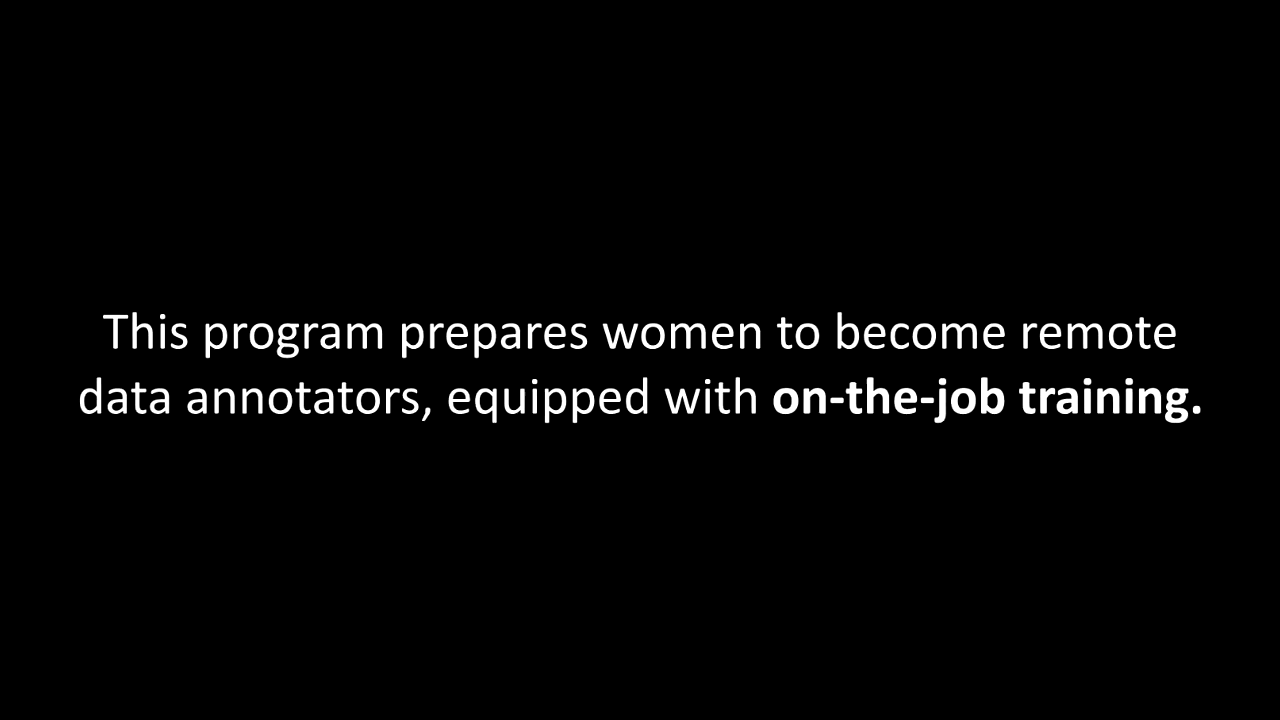 This program prepares women to become remote
data annotators, equipped with on-the-job training.